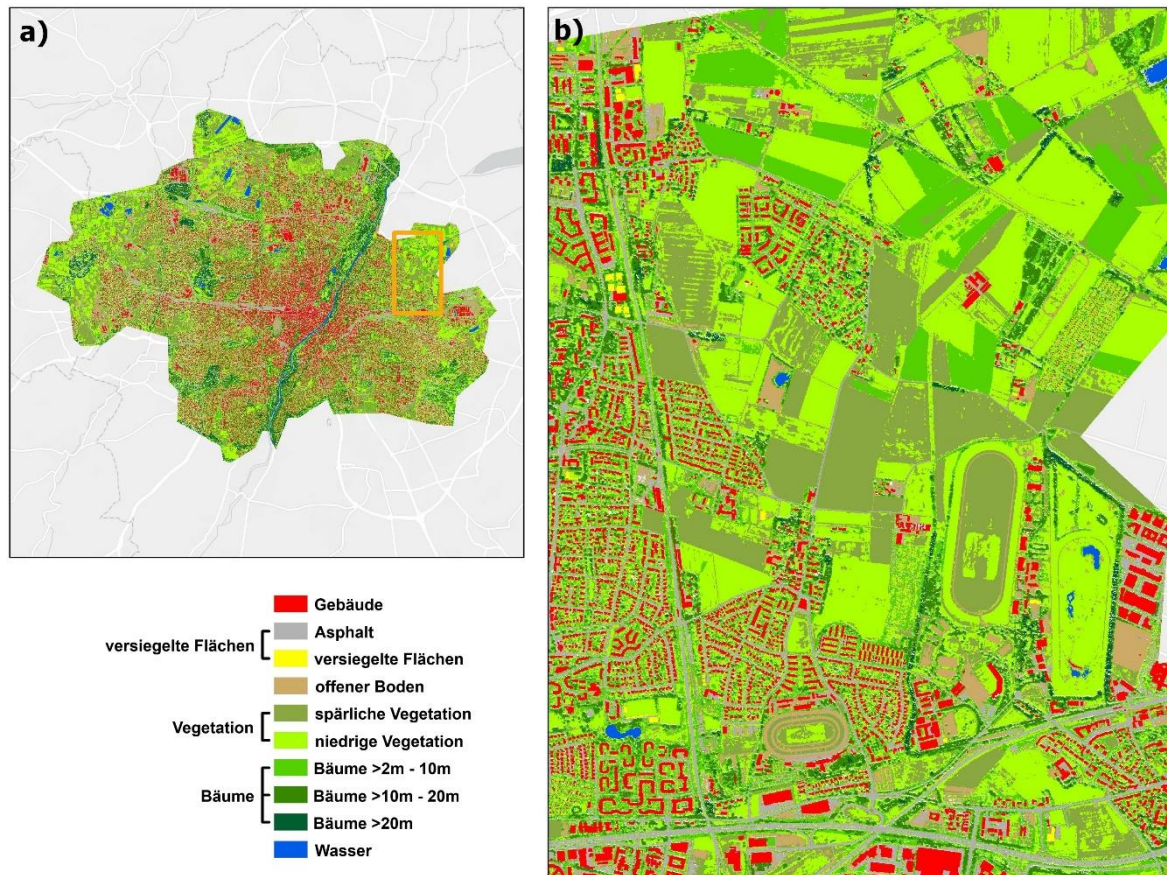 a)
b)
Gebäude
versiegelte Flächen
Asphalt
versiegelte Flächen
offener Boden
Vegetation
spärliche Vegetation
niedrige Vegetation
Bäume
Bäume >2m - 10m
Bäume >10m - 20m
Bäume >20m
Wasser